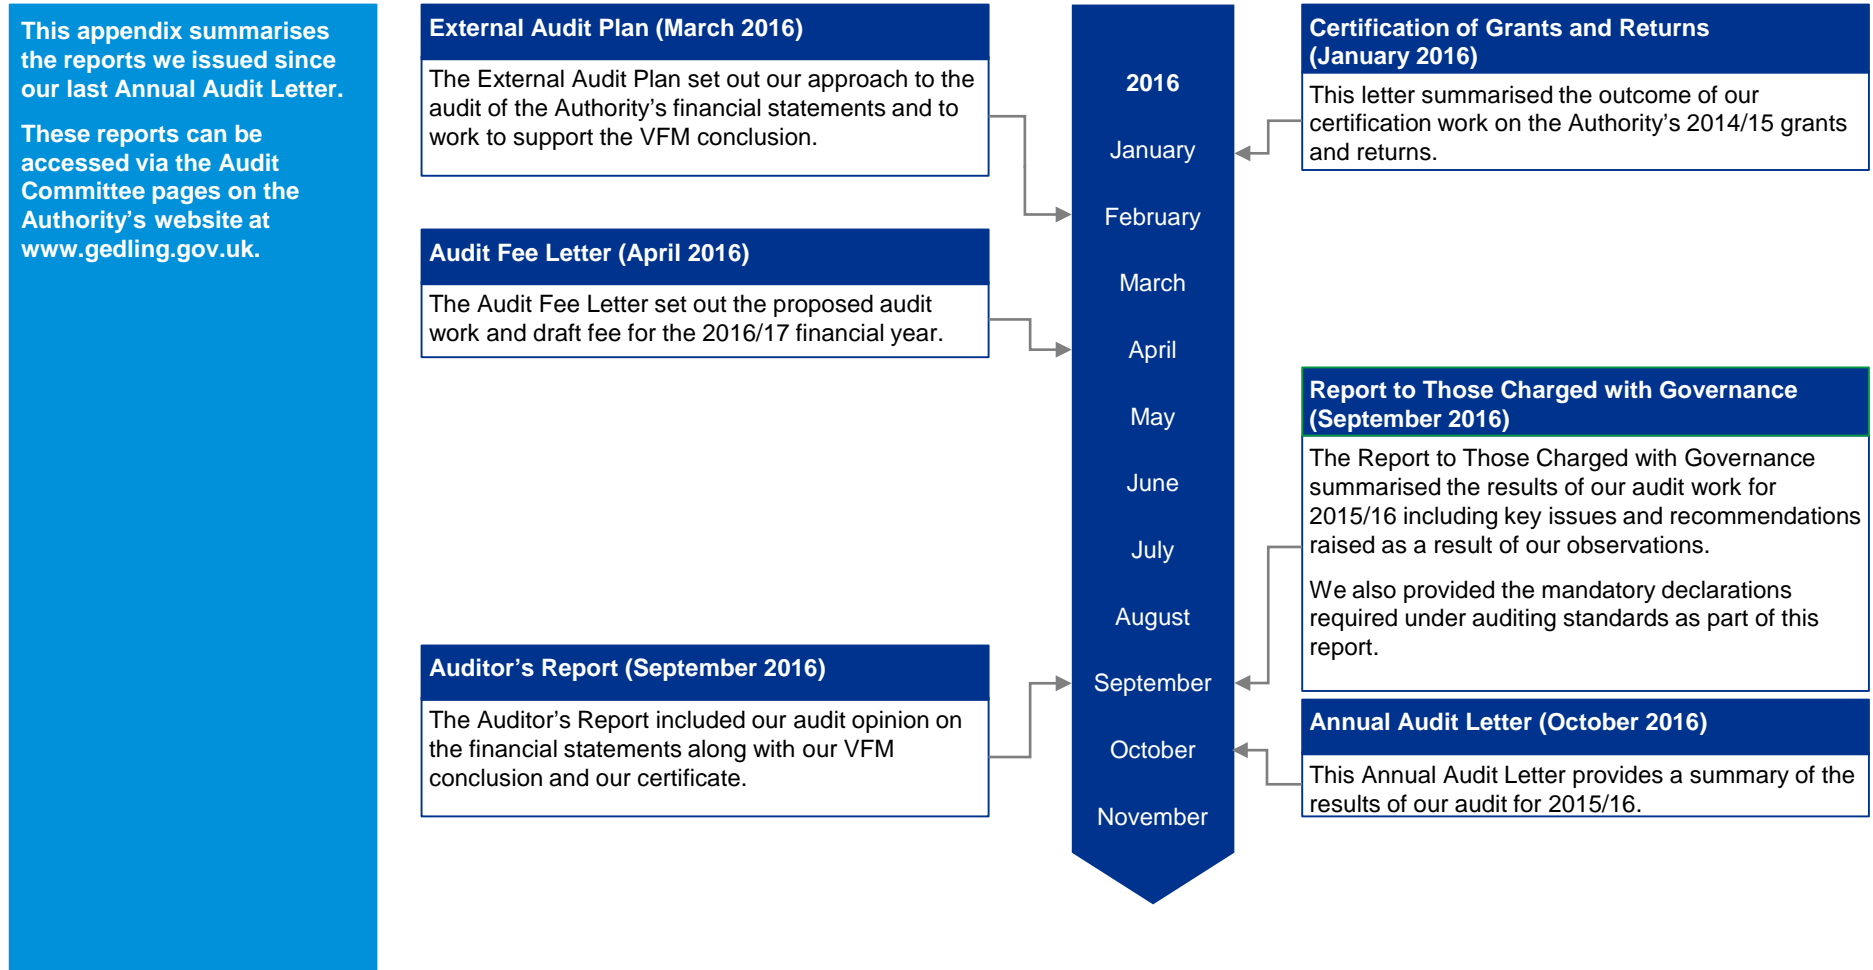 This appendix summarises
the reports we issued since
our last Annual Audit Letter.
These reports can be
accessed via the Audit
Committee pages on the
Authority’s website at
www.gedling.gov.uk.
External Audit Plan (March 2016)
The External Audit Plan set out our approach to the
audit of the Authority’s financial statements and to
work to support the VFM conclusion.
Audit Fee Letter (April 2016)
The Audit Fee Letter set out the proposed audit
work and draft fee for the 2016/17 financial year.
Auditor’s Report (September 2016)
The Auditor’s Report included our audit opinion on
the financial statements along with our VFM
conclusion and our certificate.
2016
January
February
March
April
May
June
July
August
September
October
November
Certification of Grants and Returns
(January 2016)
This letter summarised the outcome of our
certification work on the Authority’s 2014/15 grants
and returns.
Report to Those Charged with Governance
(September 2016)
The Report to Those Charged with Governance
summarised the results of our audit work for
2015/16 including key issues and recommendations
raised as a result of our observations.
We also provided the mandatory declarations
required under auditing standards as part of this
report.
Annual Audit Letter (October 2016)
This Annual Audit Letter provides a summary of the
results of our audit for 2015/16.